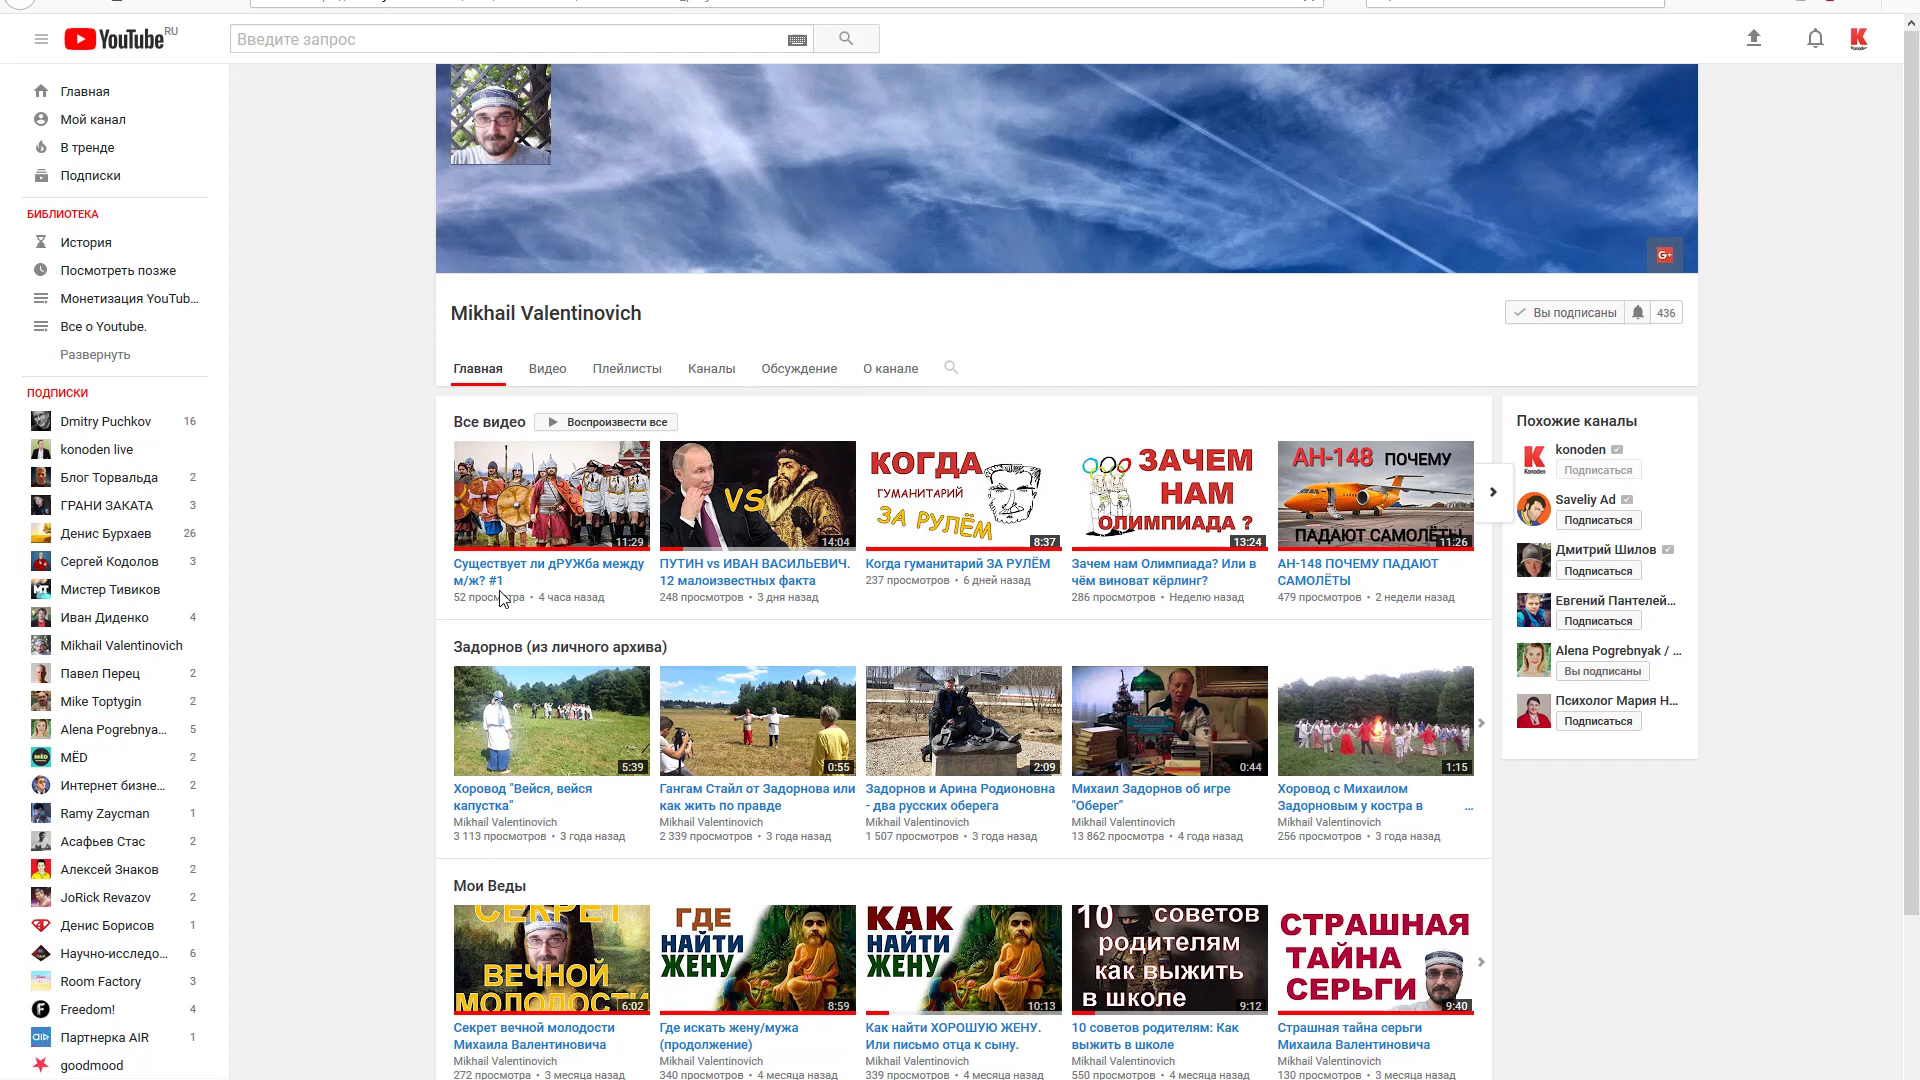 YouTube RU
Введите запрос
Главная
Мой канал
В тренде
Подписки
БИБЛИОТЕКА
История
Посмотреть позже
Монетизация YouTub...
Все о Youtube.
Развернуть
ПОДПИСКИ
Dmitry Puchkov 16
konoden live
Блог Торвальда 2
ГРАНИ ЗАКАТА 3
Денис Бурхаев 26
Сергей Кодолов 3
Мистер Тивиков
Иван Диденко 4
Mikhail Valentinovich
Павел Перец 2
Mike Toptygin 2
Alena Pogrebnya... 5
МЁD 2
Интернет бизне... 2
Ramy Zaycman 1
Асафьев Стас 2
Алексей Знаков 2
JoRick Revazov 2
Денис Борисов 1
Научно-исследо... 6
Room Factory 3
Freedom! 4
Партнерка AIR 1
goodmood
G+
Mikhail Valentinovich
Вы подписаны 436
Главная Видео Плейлисты Каналы Обсуждение О канале
Все видео Воспроизвести все
11:29
Существует ли дРУЖба между
м/ж? #1
52 просмотра • 4 часа назад
VS
14:04
ПУТИН vs ИВАН ВАСИЛЬЕВИЧ.
12 малоизвестных факта
248 просмотров • 3 дня назад
КОГДА
ГУМАНИТАРИЙ
ЗА РУЛЁМ
8:37
Когда гуманитарий ЗА РУЛЁМ
237 просмотров • 6 дней назад
ЗАЧЕМ
НАМ
ОЛИМПИАДА ?
13:24
Зачем нам Олимпиада? Или в
чём виноват кёрлинг?
286 просмотров • Неделю назад
АН-148 ПОЧЕМУ
ПАДАЮТ САМОЛЁТЫ
11:26
АН-148 ПОЧЕМУ ПАДАЮТ
САМОЛЁТЫ
479 просмотров • 2 недели назад
Задорнов (из личного архива)
5:39
Хоровод "Вейся, вейся
капустка"
Mikhail Valentinovich
3 113 просмотров • 3 года назад
0:55
Гангам Стайл от Задорнова или
как жить по правде
Mikhail Valentinovich
2 339 просмотров • 3 года назад
2:09
Задорнов и Арина Родионовна
- два русских оберега
Mikhail Valentinovich
1 507 просмотров • 3 года назад
0:44
Михаил Задорнов об игре
"Оберег"
Mikhail Valentinovich
13 862 просмотра • 4 года назад
1:15
Хоровод с Михаилом
Задорновым у костра в ...
Mikhail Valentinovich
256 просмотров • 3 года назад
Мои Веды
СЕКРЕТ
ВЕЧНОЙ
МОЛОДОСТИ
6:02
Секрет вечной молодости
Михаила Валентиновича
Mikhail Valentinovich
272 просмотра • 3 месяца назад
ГДЕ
НАЙТИ
ЖЕНУ
8:59
Где искать жену/мужа
(продолжение)
Mikhail Valentinovich
340 просмотров • 4 месяца назад
КАК
НАЙТИ
ЖЕНУ
10:13
Как найти ХОРОШУЮ ЖЕНУ.
Или письмо отца к сыну.
Mikhail Valentinovich
339 просмотров • 4 месяца назад
10 советов
родителям
как выжить
в школе
9:12
10 советов родителям: Как
выжить в школе
Mikhail Valentinovich
550 просмотров • 4 месяца назад
СТРАШНАЯ
ТАЙНА
СЕРЬГИ
9:40
Страшная тайна серьги
Михаила Валентиновича
Mikhail Valentinovich
130 просмотров • 3 месяца назад
Похожие каналы
konoden
Подписаться
Saveliy Ad
Подписаться
Дмитрий Шилов
Подписаться
Евгений Пантелей...
Подписаться
Alena Pogrebnyak / ...
Вы подписаны
Психолог Мария Н...
Подписаться